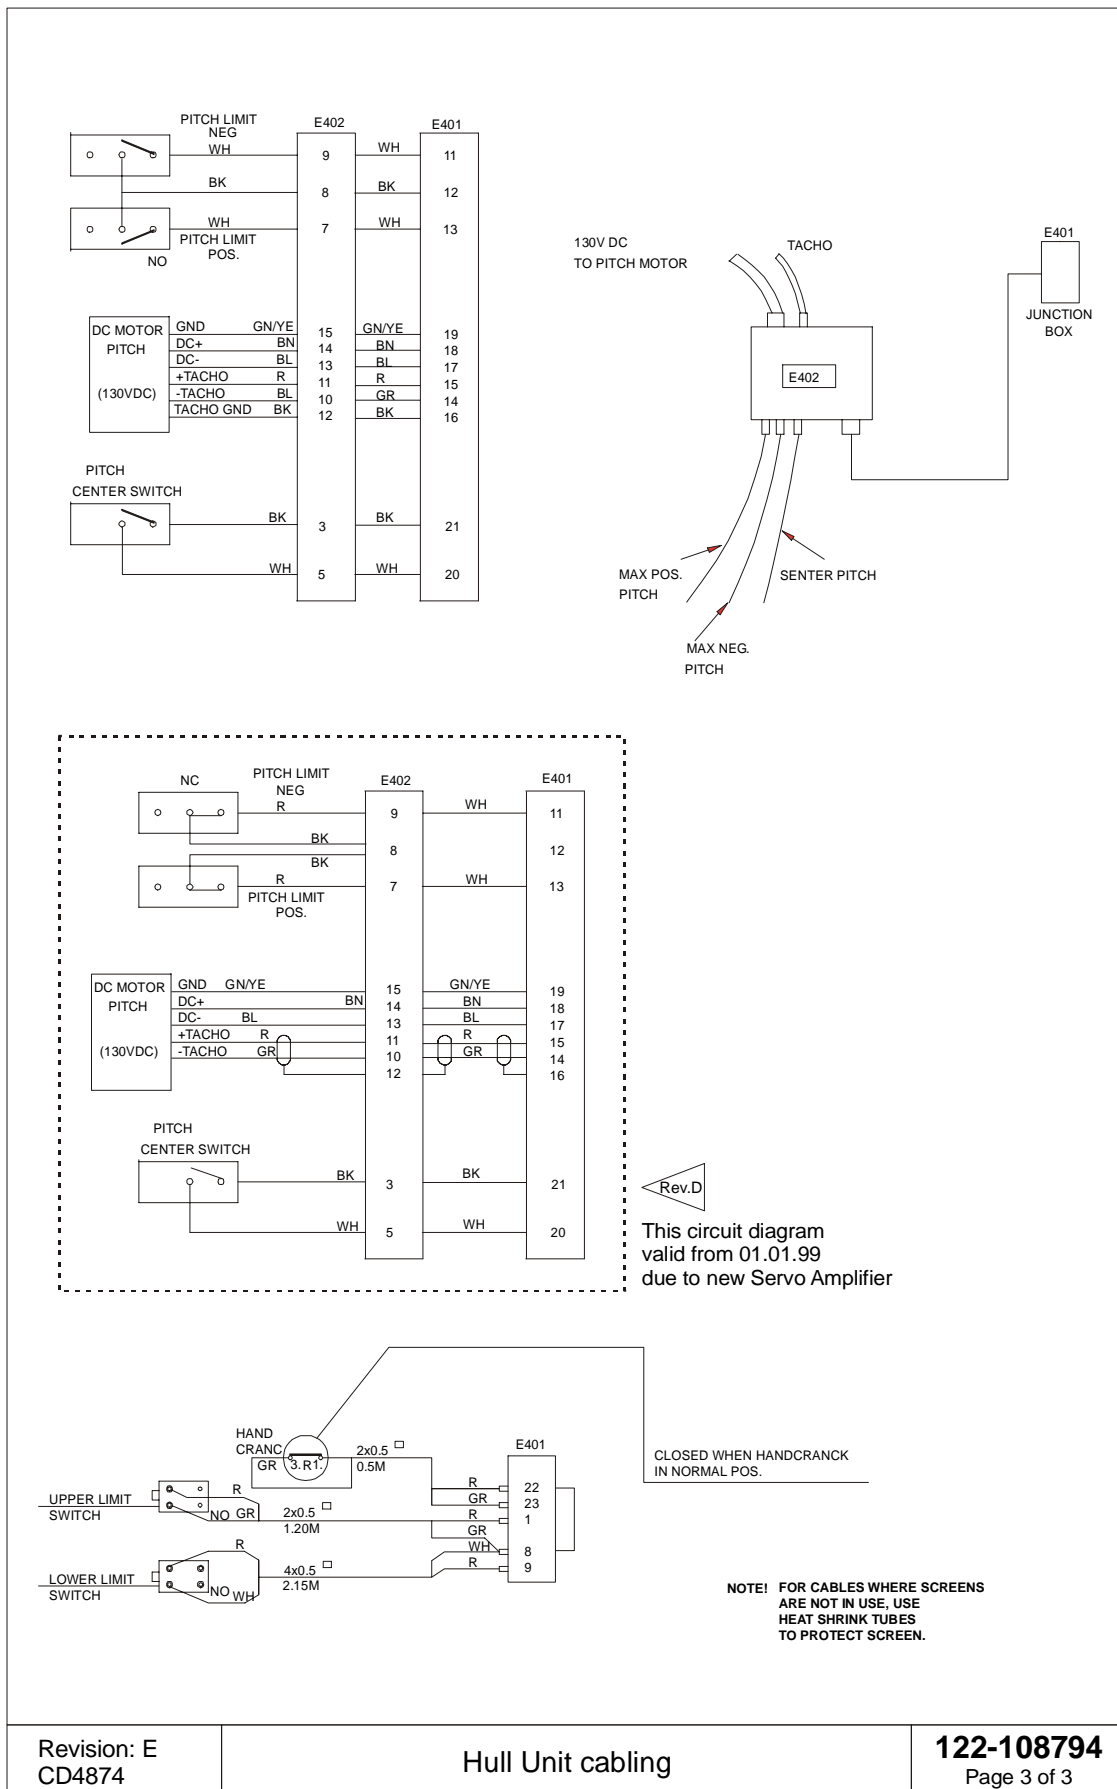 PITCH LIMIT
NEG
E402
E401
WH
9
WH
11
BK
8
BK
12
WH
7
WH
13
PITCH LIMIT
POS.
NO
DC MOTOR
PITCH
(130VDC)
GND GN/YE 15 GN/YE 19
DC+ BN 14 BN 18
DC- BL 13 BL 17
+TACHO R 11 R 15
-TACHO BL 10 GR 14
TACHO GND BK 12 BK 16
PITCH
CENTER SWITCH
BK 3 BK 21
WH 5 WH 20
130V DC
TO PITCH MOTOR
TACHO
E401
JUNCTION
BOX
E402
MAX POS.
PITCH
SENTER PITCH
MAX NEG.
PITCH
NC
PITCH LIMIT
NEG
E402
E401
R 9 WH 11
BK 8 12
BK
R 7 WH 13
PITCH LIMIT
POS.
DC MOTOR
PITCH
(130VDC)
GND GN/YE 15 GN/YE 19
DC+ BN 14 BN 18
DC- BL 13 BL 17
+TACHO R 11 R 15
-TACHO GR 10 GR 14
12 16
PITCH
CENTER SWITCH
BK 3 BK 21
WH 5 WH 20
Rev.D
This circuit diagram
valid from 01.01.99
due to new Servo Amplifier
HAND
CRANC
GR
3. R1.
2x0.5
0.5M
E401
CLOSED WHEN HANDCRANCK
IN NORMAL POS.
R 22
GR 23
R 1
GR
WH 8
R 9
UPPER LIMIT
SWITCH
R
NO GR
2x0.5
1.20M
LOWER LIMIT
SWITCH
R
NO WH
4x0.5
2.15M
NOTE! FOR CABLES WHERE SCREENS
ARE NOT IN USE, USE
HEAT SHRINK TUBES
TO PROTECT SCREEN.
Revision: E
CD4874
Hull Unit cabling
122-108794
Page 3 of 3